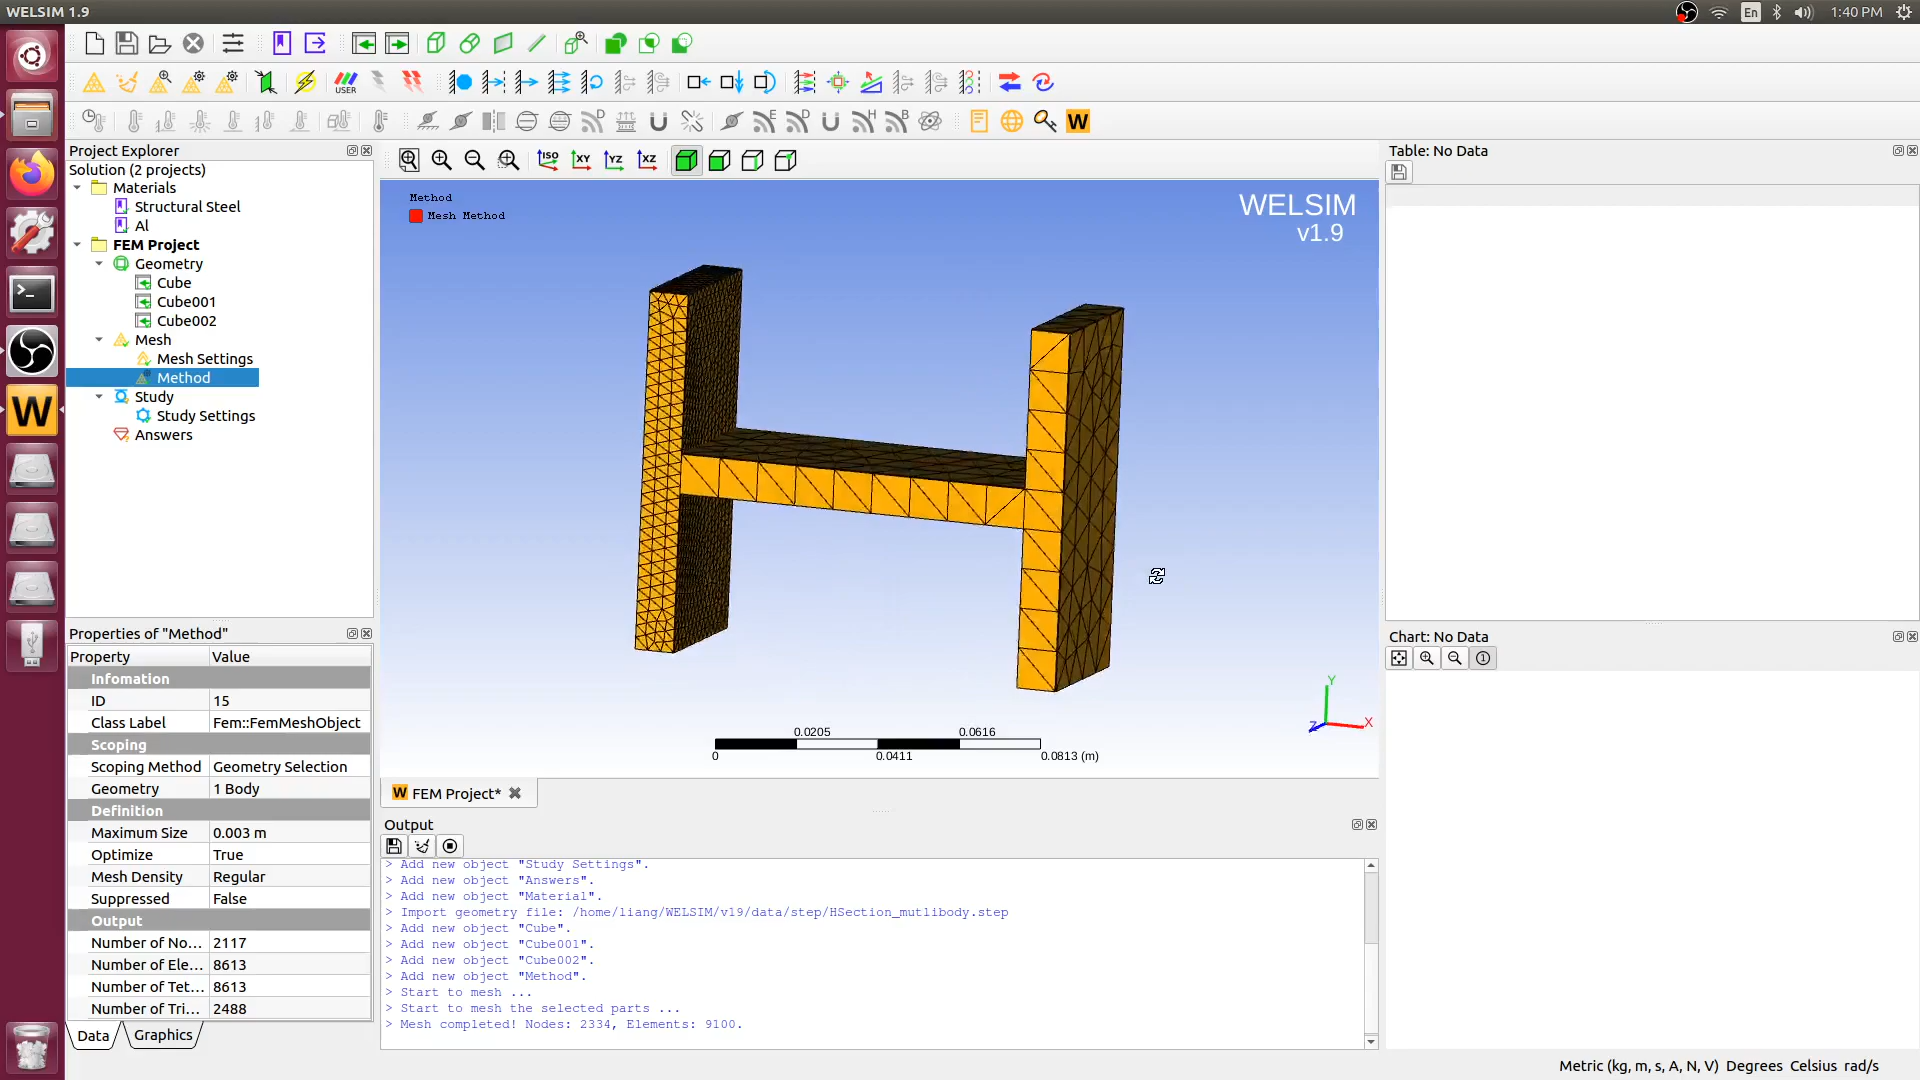 WELSIM 1.9
En
1:40 PM
USER
D
E
D
H
B
W
Project Explorer
Solution (2 projects)
Materials
Structural Steel
Al
FEM Project
Geometry
Cube
Cube001
Cube002
Mesh
Mesh Settings
Method
Study
Study Settings
Answers
Properties of "Method"
Property Value
Infomation
ID 15
Class Label Fem::FemMeshObject
Scoping
Scoping Method Geometry Selection
Geometry 1 Body
Definition
Maximum Size 0.003 m
Optimize True
Mesh Density Regular
Suppressed False
Output
Number of No... 2117
Number of Ele... 8613
Number of Tet... 8613
Number of Tri... 2488
Data Graphics
ISO XY YZ XZ
Method
Mesh Method
WELSIM
v1.9
Y
Z X
0.0205 0.0616
0 0.0411 0.0813 (m)
W FEM Project*
Output
> Add new object "Study Settings".
> Add new object "Answers".
> Add new object "Material".
> Import geometry file: /home/liang/WELSIM/v19/data/step/HSection_mutlibody.step
> Add new object "Cube".
> Add new object "Cube001".
> Add new object "Cube002".
> Add new object "Method".
> Start to mesh ...
> Start to mesh the selected parts ...
> Mesh completed! Nodes: 2334, Elements: 9100.
Table: No Data
Chart: No Data
Metric (kg, m, s, A, N, V) Degrees Celsius rad/s